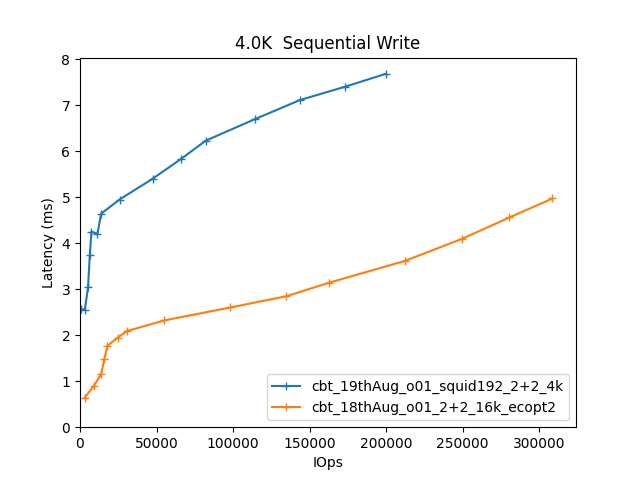 4.0K  Sequential Write
8
7
6
5
4
3
2
1
0
Latency (ms)
0 50000 100000 150000 200000 250000 300000
IOps
cbt_19thAug_o01_squid192_2+2_4k
cbt_18thAug_o01_2+2_16k_ecopt2